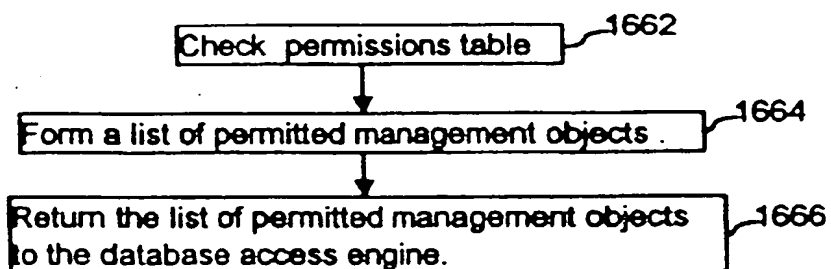 Check permissions table 1662
Form a list of permitted management objects . 1664
Return the list of permitted management objects 1666
to the database access engine.